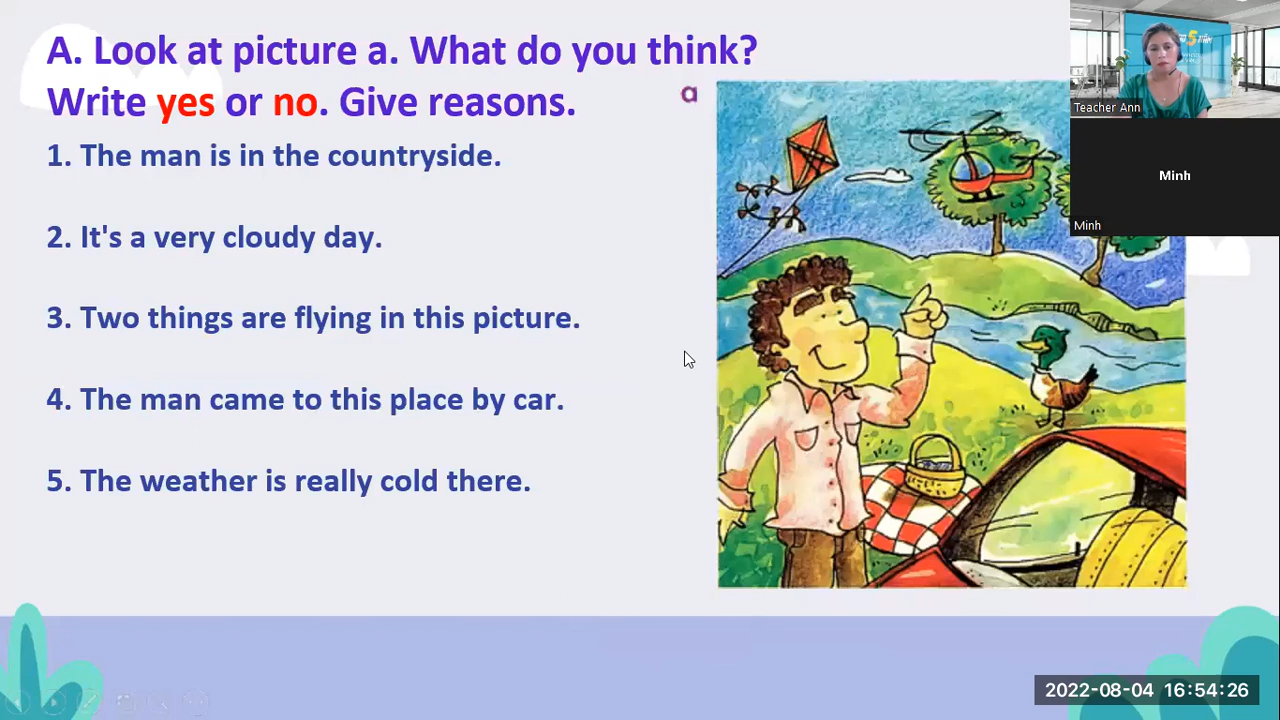 A. Look at picture a. What do you think?
Write yes or no. Give reasons.
1. The man is in the countryside.
2. It's a very cloudy day.
3. Two things are flying in this picture.
4. The man came to this place by car.
5. The weather is really cold there.
a
Teacher Ann
Minh
Minh
2022-08-04 16:54:26